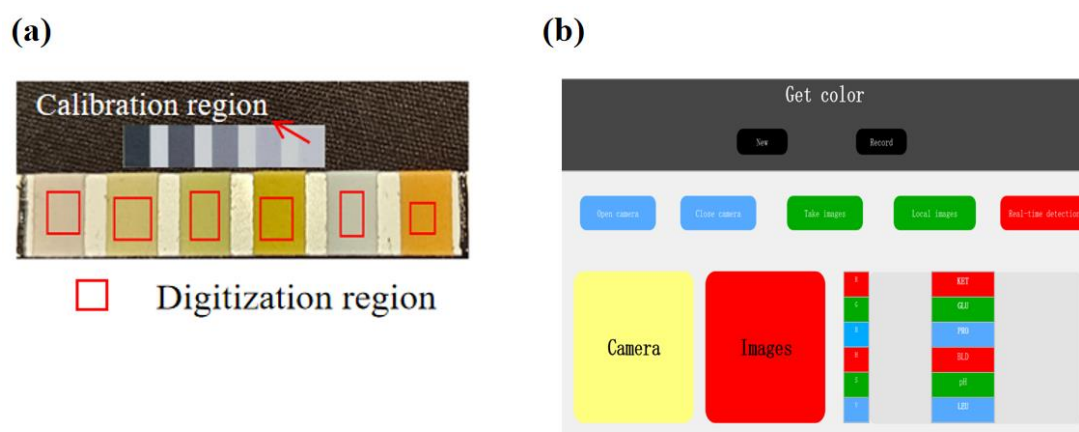 (a)
(b)
Calibration region
Digitization region
Get color
New
Record
Open camera
Close camera
Take images
Local images
Real-time detection
Camera
Images
R
G
B
H
S
V
KET
GLU
PRO
BLD
pH
LEU